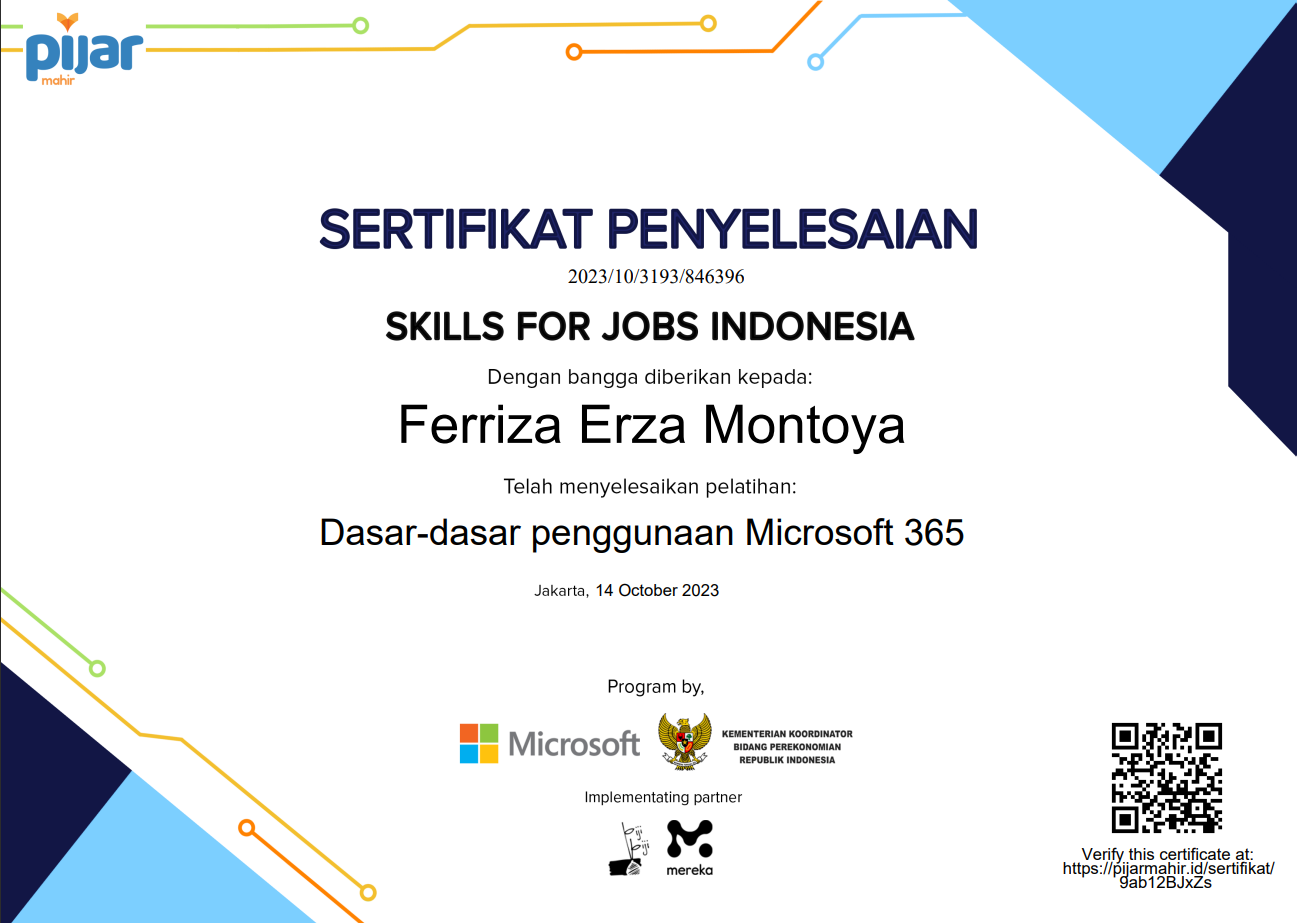 pijar
mahir
SERTIFIKAT PENYELESAIAN
2023/10/3193/846396
SKILLS FOR JOBS INDONESIA
Dengan bangga diberikan kepada:
Ferriza Erza Montoya
Telah menyelesaikan pelatihan:
Dasar-dasar penggunaan Microsoft 365
Jakarta, 14 October 2023
Program by,
Microsoft
KEMENTERIAN KOORDINATOR
BIDANG PEREKONOMIAN
REPUBLIK INDONESIA
Implementating partner
biji
biji
mereka
Verify this certificate at:
https://pijarmahir.id/sertifikat/
9ab12BJxZs